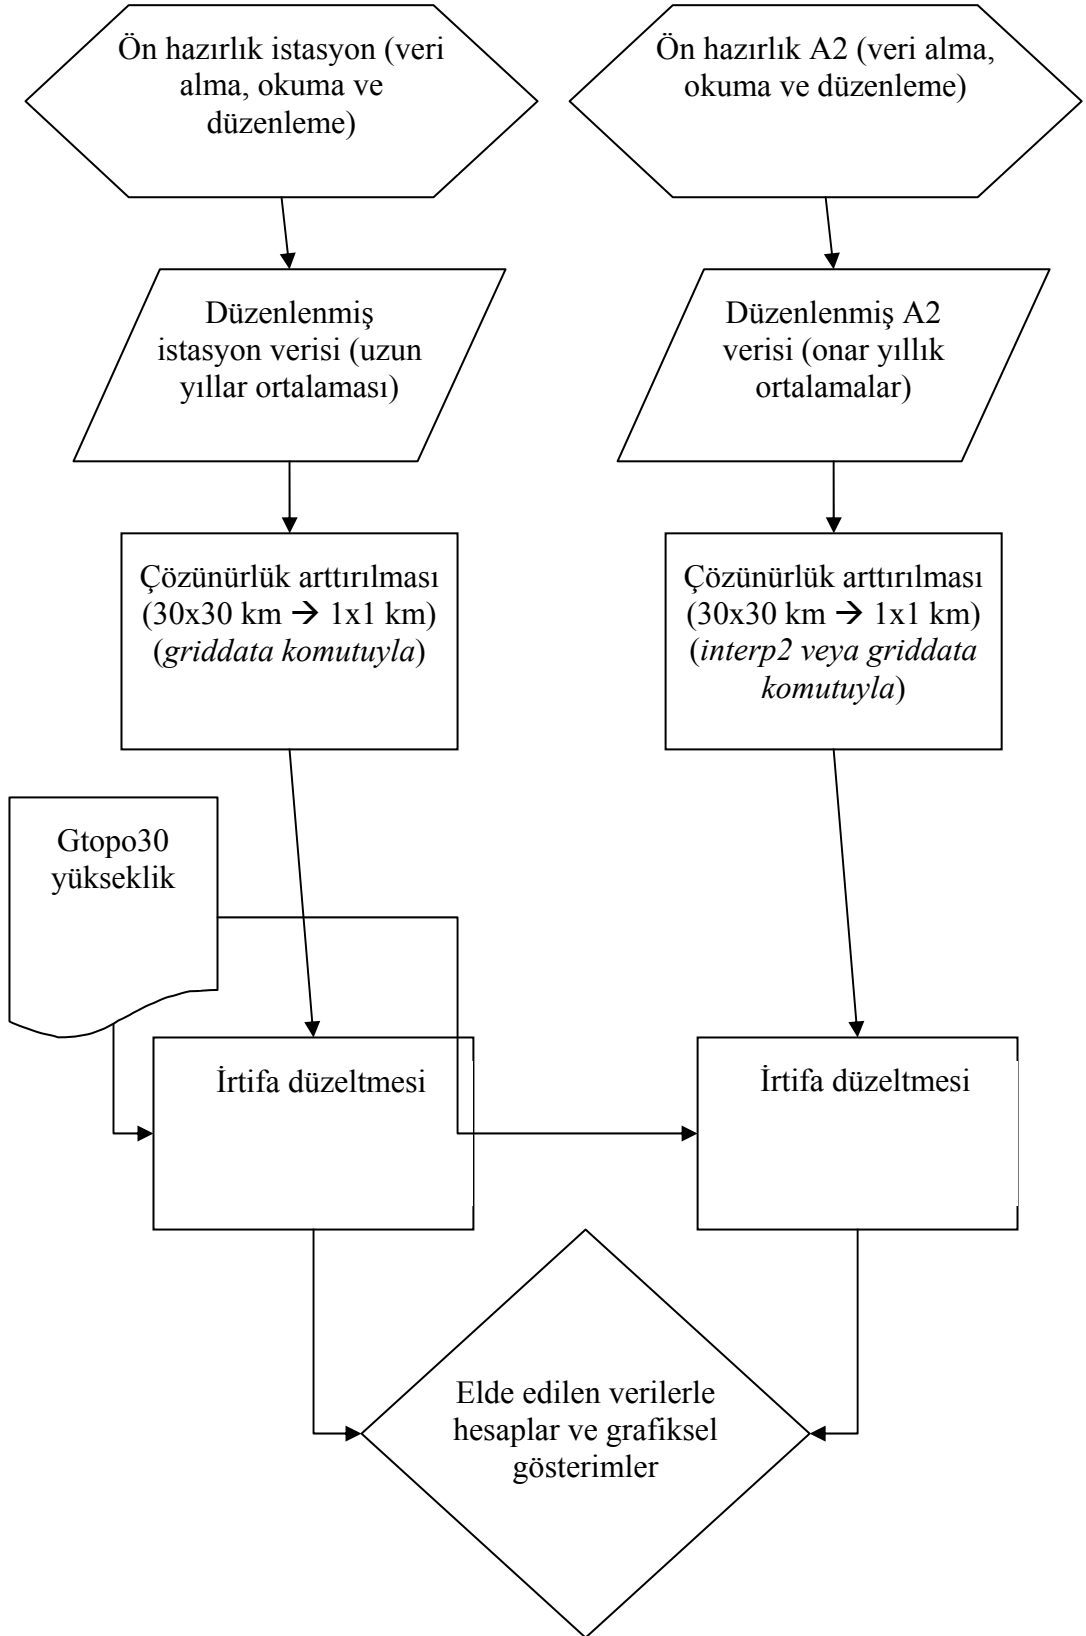 Ön hazırlık istasyon (veri
alma, okuma ve
düzenleme)
Ön hazırlık A2 (veri alma,
okuma ve düzenleme)
Düzenlenmiş
istasyon verisi (uzun
yıllar ortalaması)
Düzenlenmiş A2
verisi (onar yıllık
ortalamalar)
Çözünürlük arttırılması
(30x30 km → 1x1 km)
(griddata komutuyla)
Çözünürlük arttırılması
(30x30 km → 1x1 km)
(interp2 veya griddata
komutuyla)
Gtopo30
yükseklik
İrtifa düzeltmesi
İrtifa düzeltmesi
Elde edilen verilerle
hesaplar ve grafiksel
gösterimler